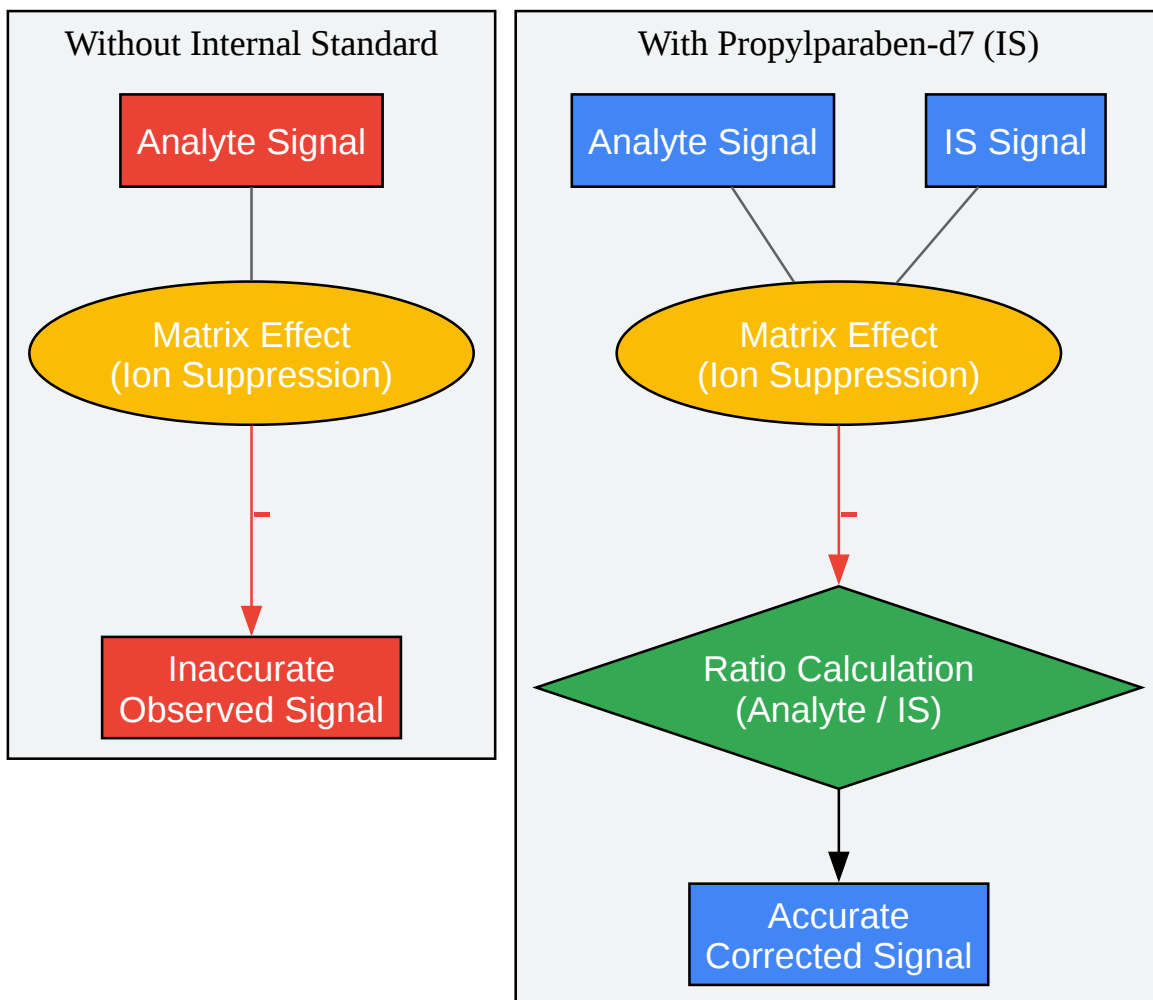 Without Internal Standard
Analyte Signal
Matrix Effect
(Ion Suppression)
-
Inaccurate
Observed Signal
With Propylparaben-d7 (IS)
Analyte Signal
IS Signal
Matrix Effect
(Ion Suppression)
-
Ratio Calculation
(Analyte / IS)
Accurate
Corrected Signal